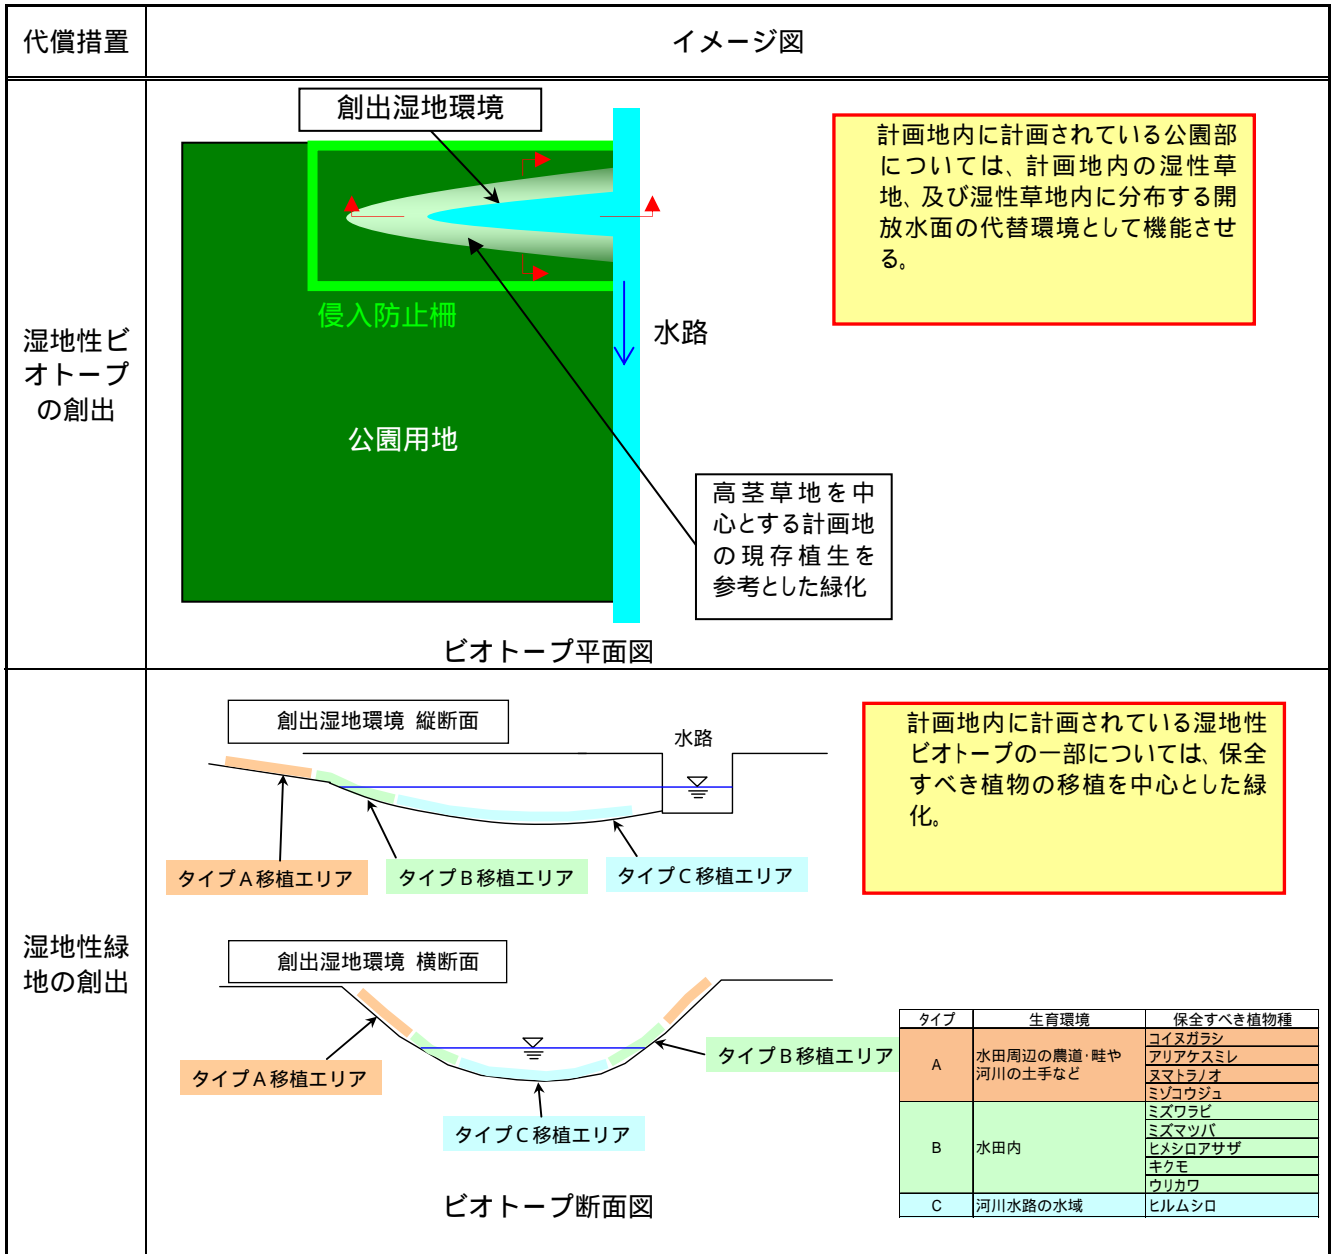 代償措置
イメージ図
湿地性ビ
オトープ
の創出
創出湿地環境
計画地内に計画されている公園部
については、計画地内の湿性草
地、及び湿性草地内に分布する開
放水面の代替環境として機能させ
る。
侵入防止柵
水路
公園用地
高茎草地を中
心とする計画地
の現存植生を
参考とした緑化
ビオトープ平面図
湿地性緑
地の創出
創出湿地環境 縦断面
水路
計画地内に計画されている湿地性
ビオトープの一部については、保全
すべき植物の移植を中心とした緑
化。
タイプA移植エリア
タイプB移植エリア
タイプC移植エリア
創出湿地環境 横断面
タイプA移植エリア
タイプB移植エリア
タイプC移植エリア
ビオトープ断面図
タイプ 生育環境 保全すべき植物種
A 水田周辺の農道・畦や
河川の土手など
コイヌガラシ
アリアケスミレ
ヌマトラノオ
ミゾコウジュ
B 水田内
ミズワラビ
ミズマツバ
ヒメシロアサザ
キクモ
ウリカワ
C 河川水路の水域 ヒルムシロ